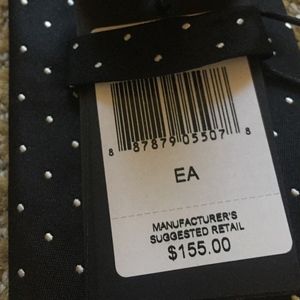 8 87879 05507 8
EA
MANUFACTURER'S
SUGGESTED RETAIL
$155.00